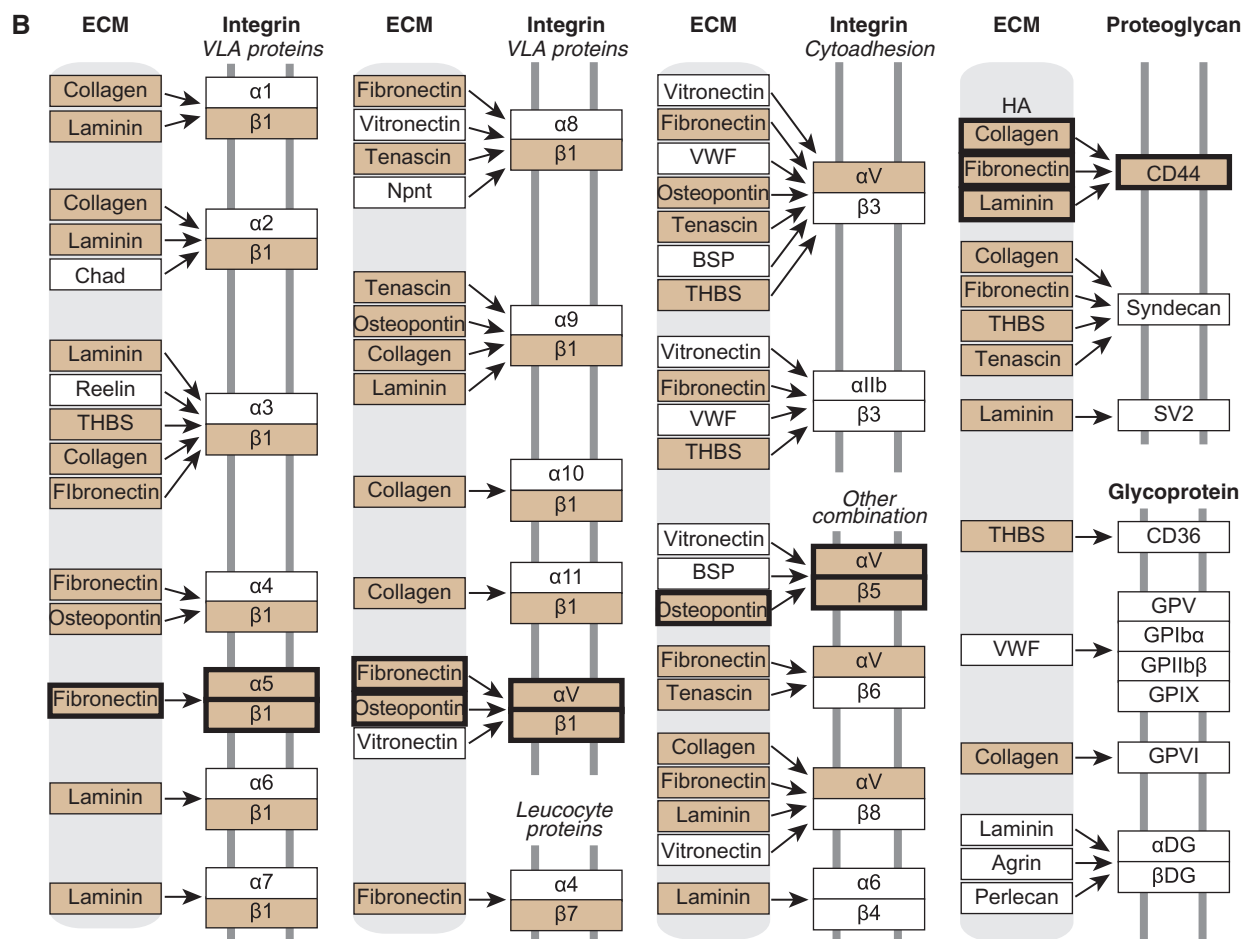 B
ECM
Integrin
VLA proteins
Collagen
Laminin
α1
β1
Collagen
Laminin
Chad
α2
β1
Laminin
Reelin
THBS
Collagen
FIbronectin
α3
β1
Fibronectin
Osteopontin
α4
β1
Fibronectin
α5
β1
Laminin
α6
β1
Laminin
α7
β1
ECM
Integrin
VLA proteins
Fibronectin
Vitronectin
Tenascin
Npnt
α8
β1
Tenascin
Osteopontin
Collagen
Laminin
α9
β1
Collagen
α10
β1
Collagen
α11
β1
Fibronectin
Osteopontin
Vitronectin
αV
β1
Leucocyte
proteins
Fibronectin
α4
β7
ECM
Integrin
Cytoadhesion
Vitronectin
Fibronectin
VWF
Osteopontin
Tenascin
BSP
THBS
αV
β3
Vitronectin
Fibronectin
VWF
THBS
αIIb
β3
Other
combination
Vitronectin
BSP
Osteopontin
αV
β5
Fibronectin
Tenascin
αV
β6
Collagen
Fibronectin
Laminin
Vitronectin
αV
β8
Laminin
α6
β4
ECM
Proteoglycan
HA
Collagen
Fibronectin
Laminin
CD44
Collagen
Fibronectin
THBS
Tenascin
Syndecan
Laminin
SV2
Glycoprotein
THBS
CD36
VWF
GPV
GPIbα
GPIIbβ
GPIX
Collagen
GPVI
Laminin
Agrin
Perlecan
αDG
βDG